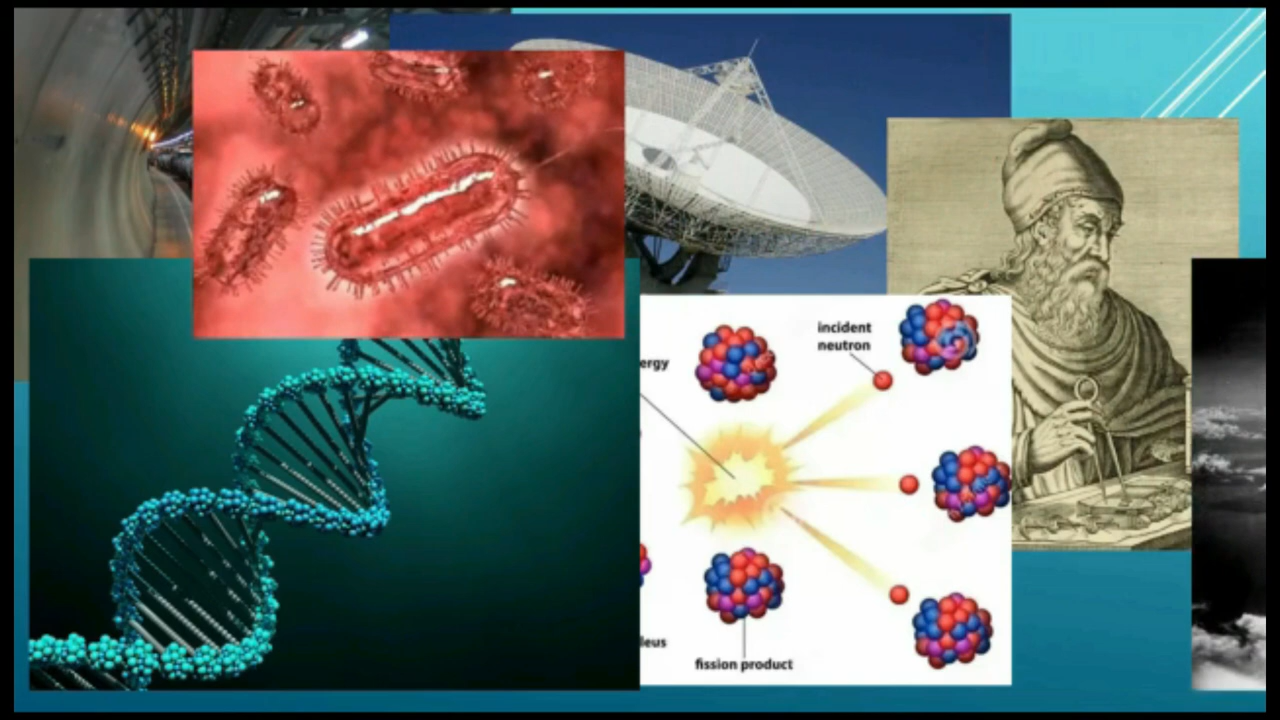 incident
neutron
ergy
leus
fission product